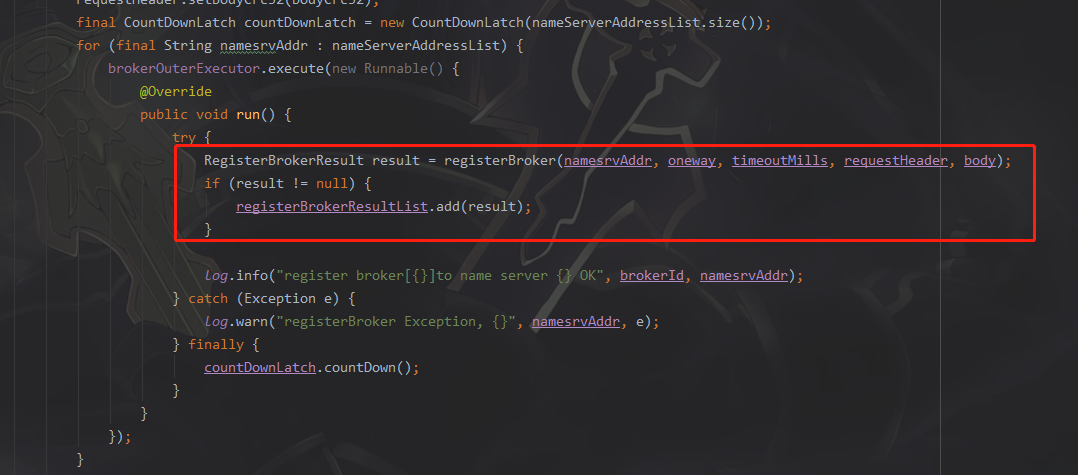 requestHeader.setBodyCrc32(bodyCrc32);
final CountDownLatch countDownLatch = new CountDownLatch(nameServerAddressList.size());
for (final String namesrvAddr : nameServerAddressList) {
brokerOuterExecutor.execute(new Runnable() {
@Override
public void run() {
try {
RegisterBrokerResult result = registerBroker(namesrvAddr, oneway, timeoutMills, requestHeader, body);
if (result != null) {
registerBrokerResultList.add(result);
}
log.info("register broker[{}]to name server {} OK", brokerId, namesrvAddr);
} catch (Exception e) {
log.warn("registerBroker Exception, {}", namesrvAddr, e);
} finally {
countDownLatch.countDown();
}
}
});
}